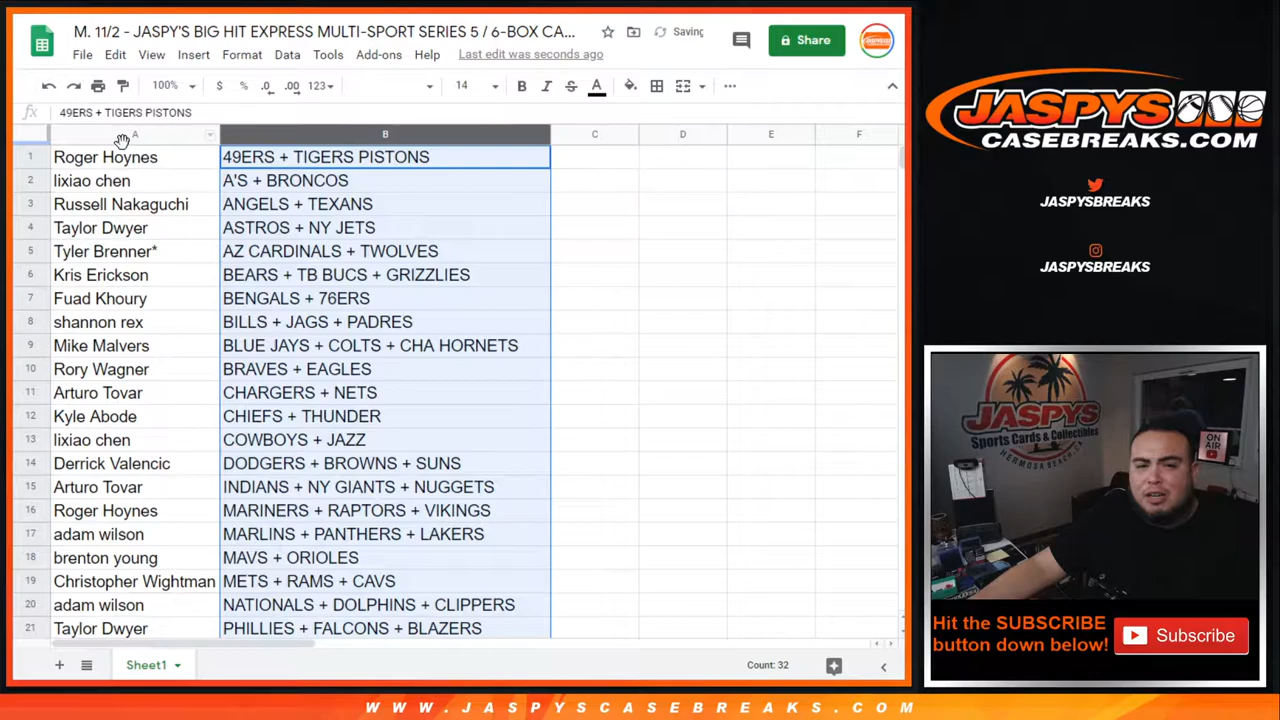 M. 11/2 - JASPY'S BIG HIT EXPRESS MULTI-SPORT SERIES 5 / 6-BOX CA...
Saving
Share
File Edit View Insert Format Data Tools Add-ons Help Last edit was seconds ago
100% $ % .0 .00 123 14 B I S A
fx 49ERS + TIGERS PISTONS
A B C D E F
1 Roger Hoynes 49ERS + TIGERS PISTONS
2 lixiao chen A'S + BRONCOS
3 Russell Nakaguchi ANGELS + TEXANS
4 Taylor Dwyer ASTROS + NY JETS
5 Tyler Brenner* AZ CARDINALS + TWOLVES
6 Kris Erickson BEARS + TB BUCS + GRIZZLIES
7 Fuad Khoury BENGALS + 76ERS
8 shannon rex BILLS + JAGS + PADRES
9 Mike Malvers BLUE JAYS + COLTS + CHA HORNETS
10 Rory Wagner BRAVES + EAGLES
11 Arturo Tovar CHARGERS + NETS
12 Kyle Abode CHIEFS + THUNDER
13 lixiao chen COWBOYS + JAZZ
14 Derrick Valencic DODGERS + BROWNS + SUNS
15 Arturo Tovar INDIANS + NY GIANTS + NUGGETS
16 Roger Hoynes MARINERS + RAPTORS + VIKINGS
17 adam wilson MARLINS + PANTHERS + LAKERS
18 brenton young MAVS + ORIOLES
19 Christopher Wightman METS + RAMS + CAVS
20 adam wilson NATIONALS + DOLPHINS + CLIPPERS
21 Taylor Dwyer PHILLIES + FALCONS + BLAZERS
Sheet1
Count: 32
JASPYS
CASEBREAKS.COM
JASPYSBREAKS
JASPYSBREAKS
JASPYS
Sports Cards & Collectibles
HERMOSA BEACH, CA
ON AIR
Hit the SUBSCRIBE
button down below!
Subscribe
WWW.JASPYSCASEBREAKS.COM